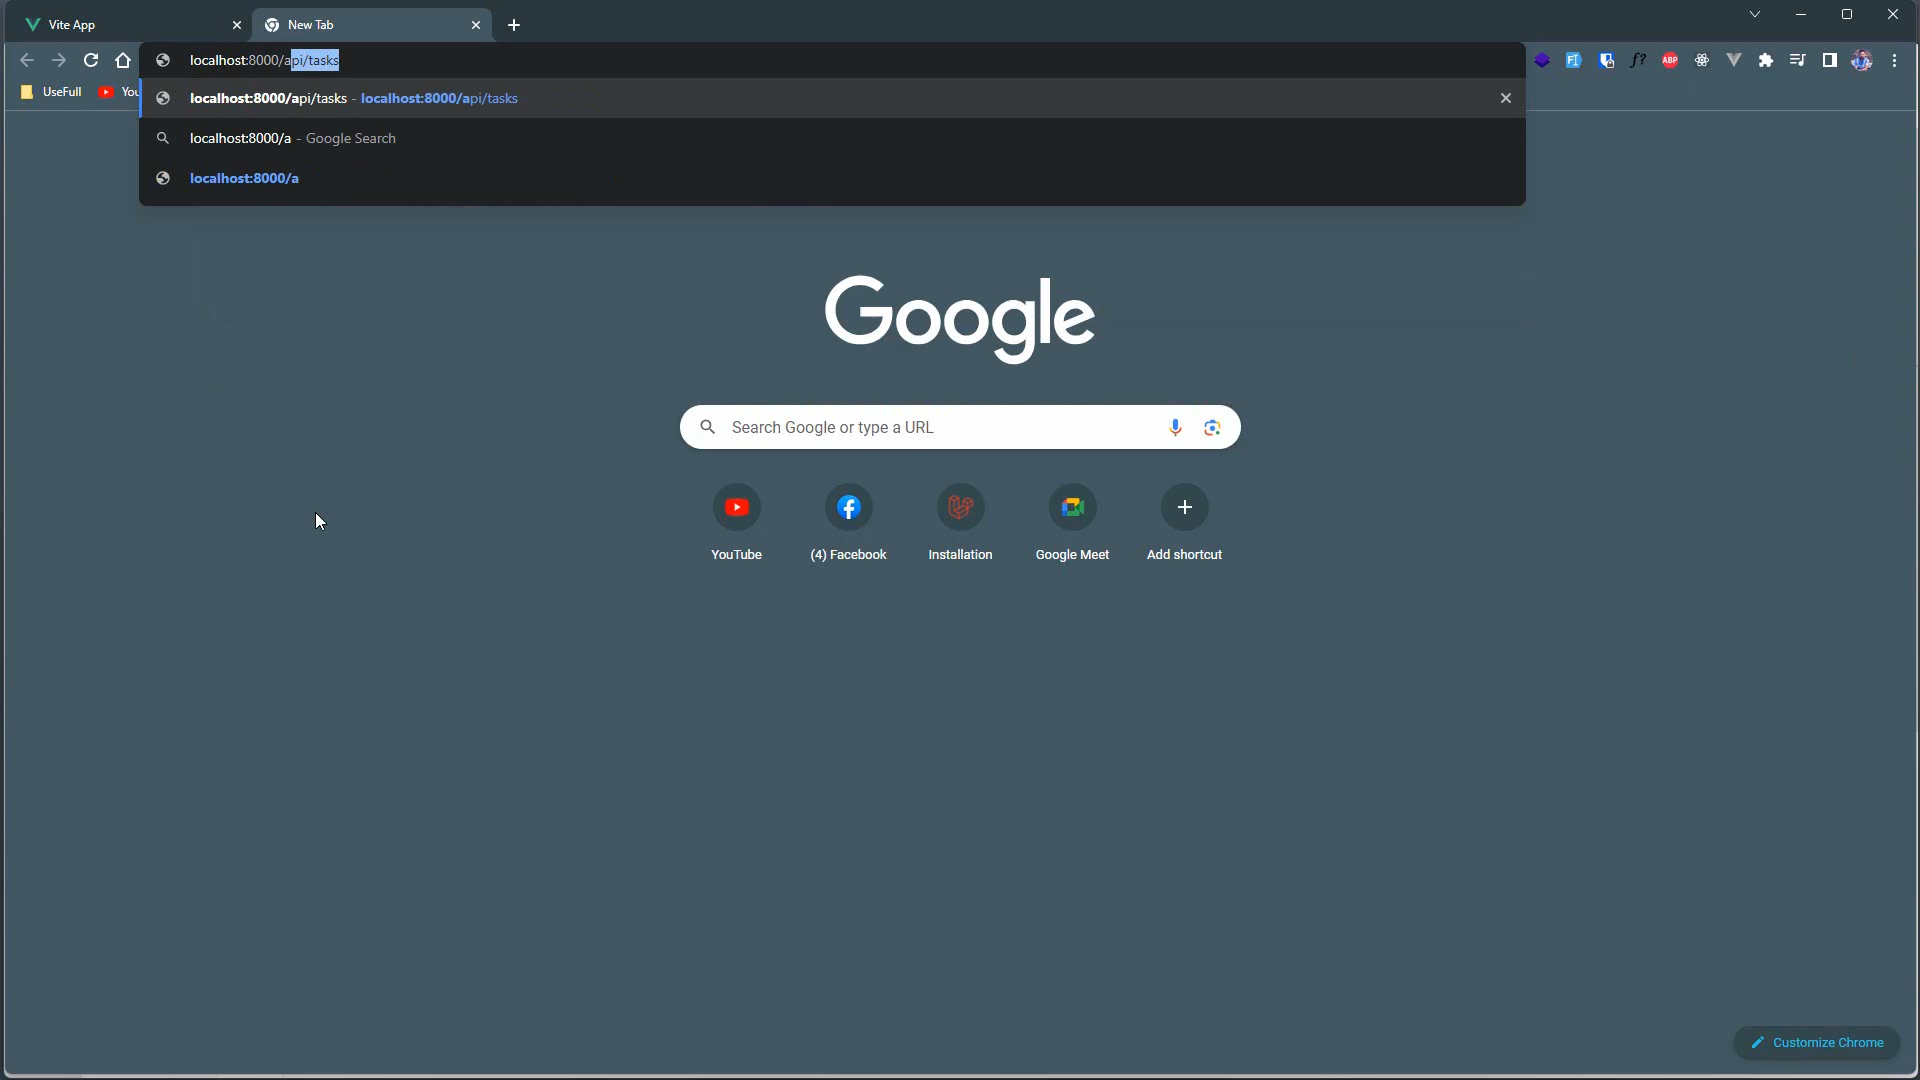 Vite App
New Tab
localhost:8000/api/tasks
UseFull
You
localhost:8000/api/tasks - localhost:8000/api/tasks
localhost:8000/a - Google Search
localhost:8000/a
f?
ABP
Google
Search Google or type a URL
YouTube
(4) Facebook
Installation
Google Meet
Add shortcut
Customize Chrome